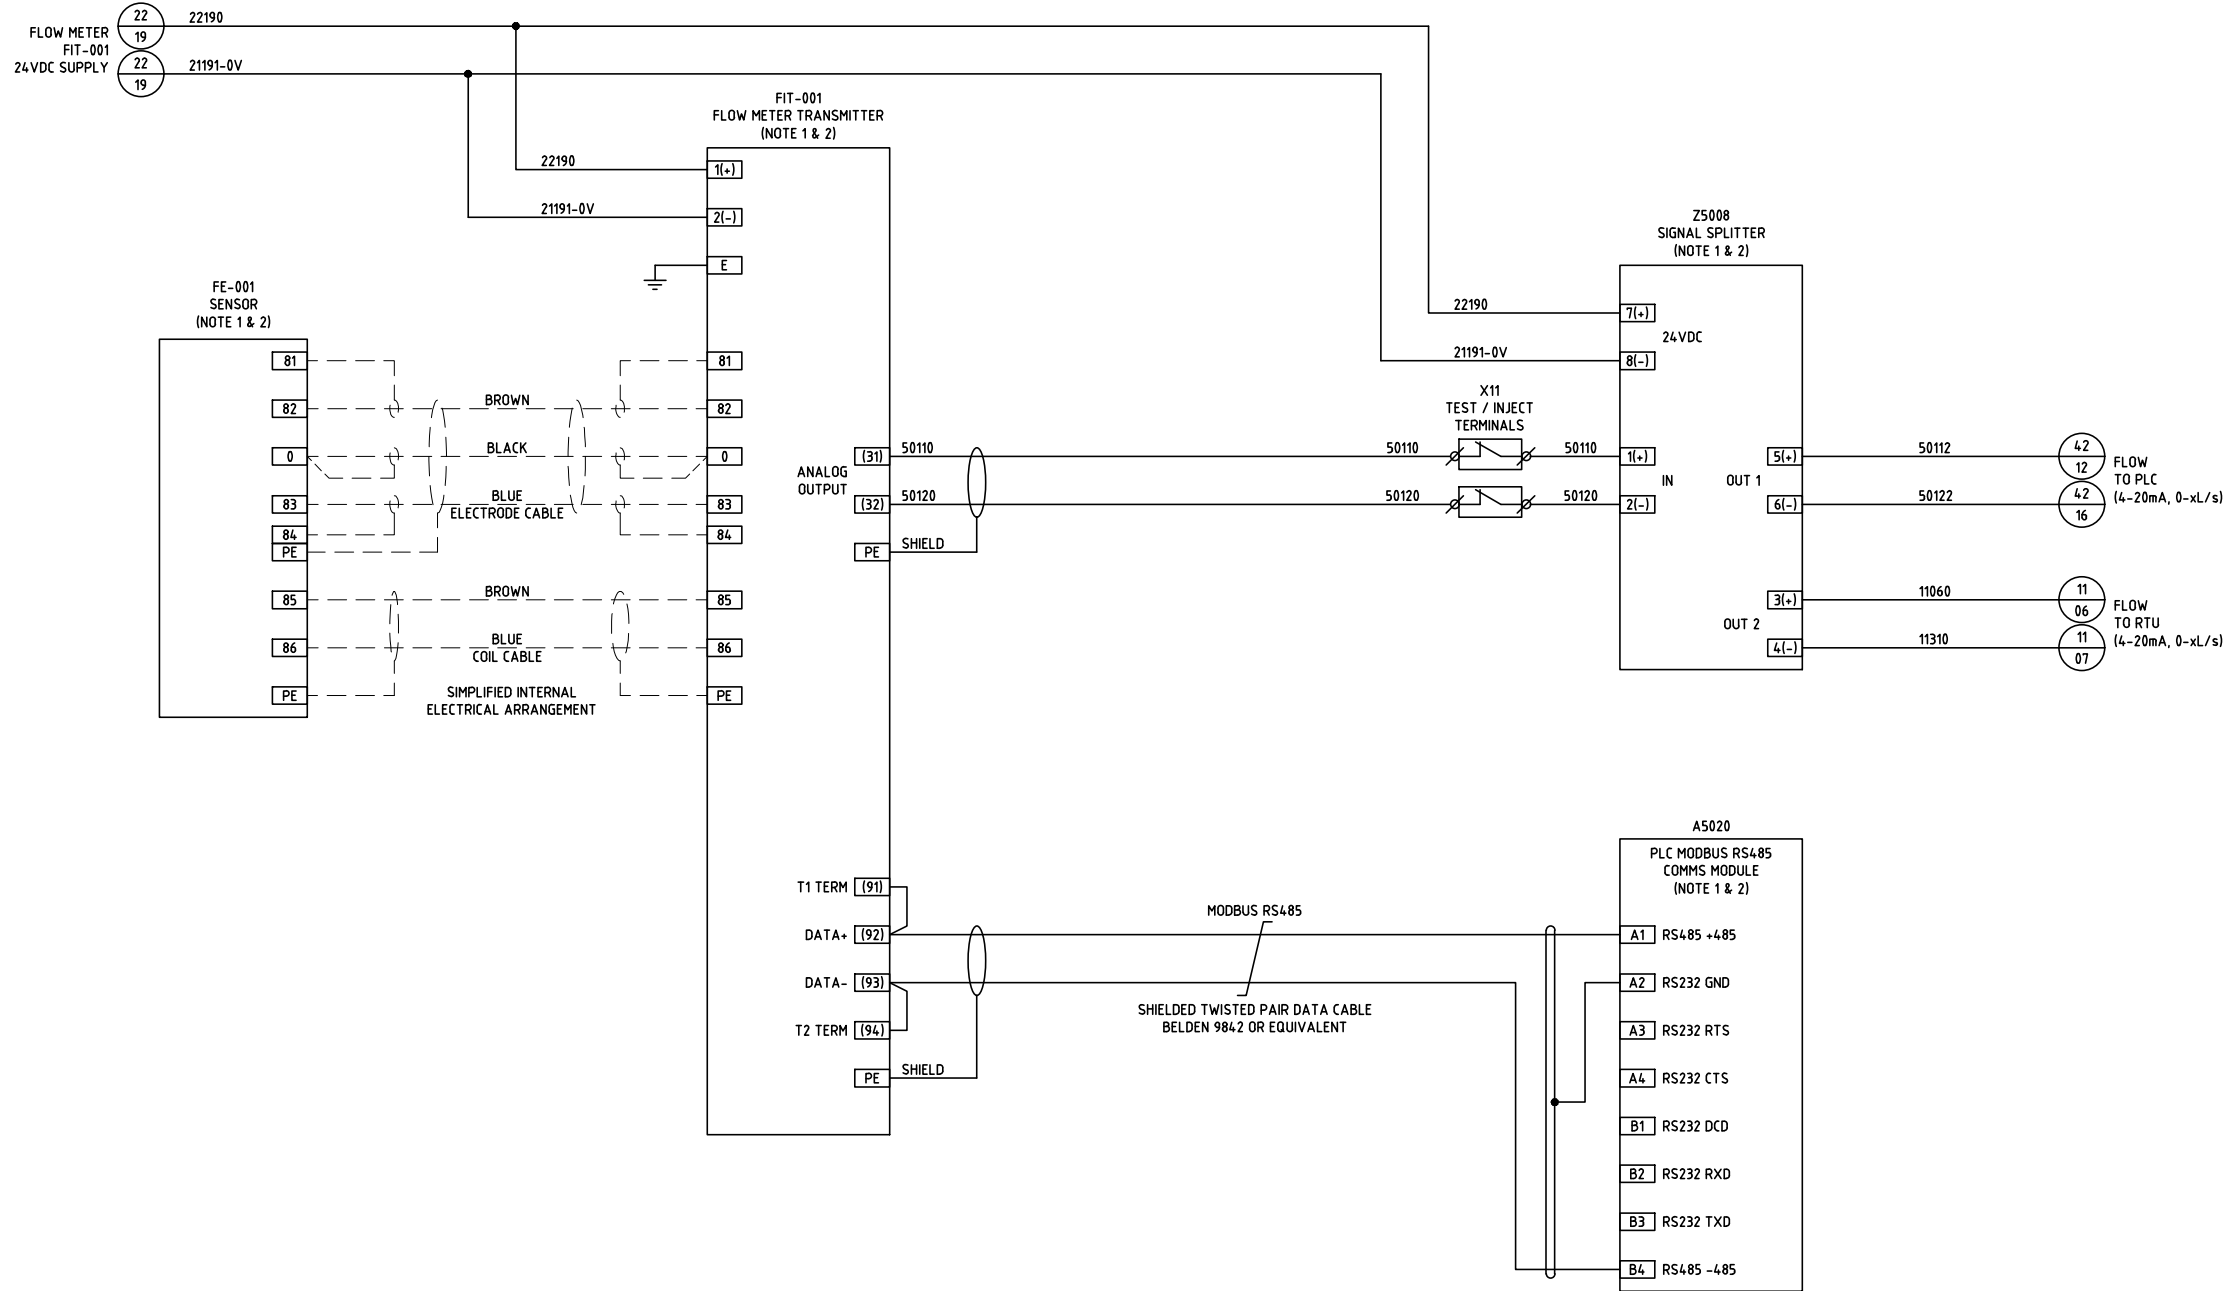 22
19
22190
FLOW METER
FIT-001
24VDC SUPPLY
22
19
21191-0V
FIT-001
FLOW METER TRANSMITTER
(NOTE 1 & 2)
22190
1(+)
21191-0V
2(-)
E
FE-001
SENSOR
(NOTE 1 & 2)
81
82
0
83
84
PE
85
86
PE
BROWN
BLACK
BLUE
ELECTRODE CABLE
BROWN
BLUE
COIL CABLE
SIMPLIFIED INTERNAL
ELECTRICAL ARRANGEMENT
81
82
0
83
84
85
86
PE
ANALOG
OUTPUT
(31)
50110
(32)
50120
PE
SHIELD
X11
TEST / INJECT
TERMINALS
50110
50110
50120
50120
Z5008
SIGNAL SPLITTER
(NOTE 1 & 2)
22190
7(+)
24VDC
21191-0V
8(-)
1(+)
IN
2(-)
OUT 1
5(+)
6(-)
OUT 2
3(+)
4(-)
50112
42
12
50122
42
16
FLOW
TO PLC
(4-20mA, 0-xL/s)
11060
11
06
11310
11
07
FLOW
TO RTU
(4-20mA, 0-xL/s)
T1 TERM
(91)
DATA+
(92)
DATA-
(93)
T2 TERM
(94)
PE
SHIELD
MODBUS RS485
SHIELDED TWISTED PAIR DATA CABLE
BELDEN 9842 OR EQUIVALENT
A5020
PLC MODBUS RS485
COMMS MODULE
(NOTE 1 & 2)
A1 RS485 +485
A2 RS232 GND
A3 RS232 RTS
A4 RS232 CTS
B1 RS232 DCD
B2 RS232 RXD
B3 RS232 TXD
B4 RS485 -485